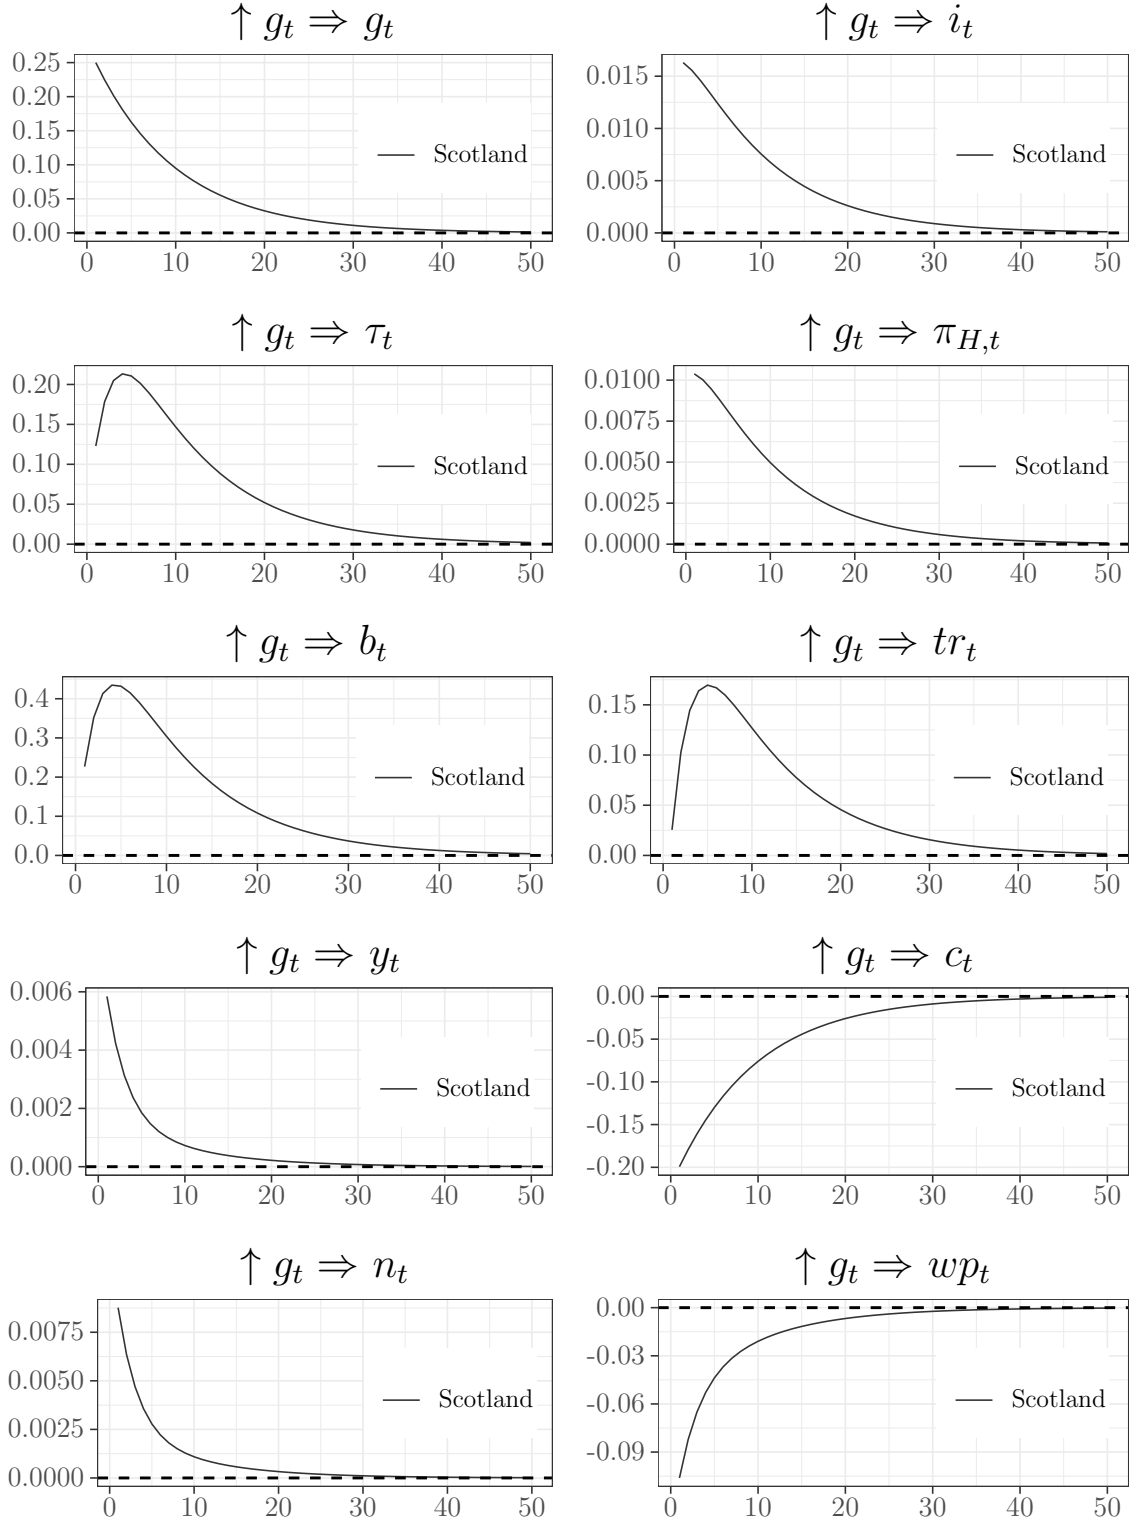 ↑ g_t ⇒ g_t
0.25
0.20
0.15
0.10
0.05
0.00
Scotland
0 10 20 30 40 50
↑ g_t ⇒ i_t
0.015
0.010
0.005
0.000
Scotland
0 10 20 30 40 50
↑ g_t ⇒ τ_t
0.20
0.15
0.10
0.05
0.00
Scotland
0 10 20 30 40 50
↑ g_t ⇒ π_{H,t}
0.0100
0.0075
0.0050
0.0025
0.0000
Scotland
0 10 20 30 40 50
↑ g_t ⇒ b_t
0.4
0.3
0.2
0.1
0.0
Scotland
0 10 20 30 40 50
↑ g_t ⇒ tr_t
0.15
0.10
0.05
0.00
Scotland
0 10 20 30 40 50
↑ g_t ⇒ y_t
0.006
0.004
0.002
0.000
Scotland
0 10 20 30 40 50
↑ g_t ⇒ c_t
0.00
-0.05
-0.10
-0.15
-0.20
Scotland
0 10 20 30 40 50
↑ g_t ⇒ n_t
0.0075
0.0050
0.0025
0.0000
Scotland
0 10 20 30 40 50
↑ g_t ⇒ wp_t
0.00
-0.03
-0.06
-0.09
Scotland
0 10 20 30 40 50